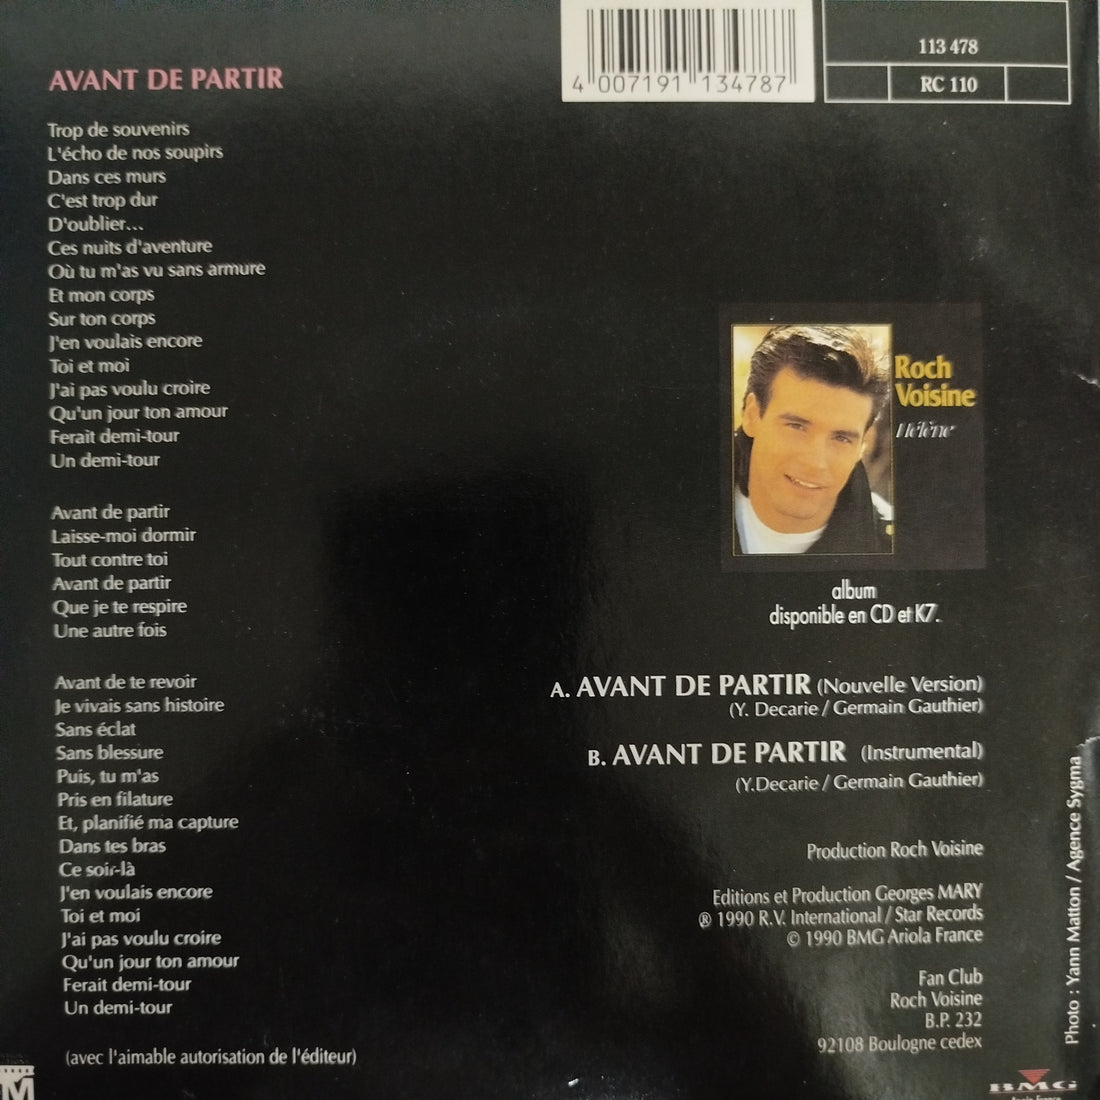 AVANT DE PARTIR
Trop de souvenirs
L'écho de nos soupirs
Dans ces murs
C'est trop dur
D'oublier...
Ces nuits d'aventure
Où tu m'as vu sans armure
Et mon corps
Sur ton corps
J'en voulais encore
Toi et moi
J'ai pas voulu croire
Qu'un jour ton amour
Ferait demi-tour
Un demi-tour
Avant de partir
Laisse-moi dormir
Tout contre toi
Avant de partir
Que je te respire
Une autre fois
Avant de te revoir
Je vivais sans histoire
Sans éclat
Sans blessure
Puis, tu m'as
Pris en filature
Et, planifié ma capture
Dans tes bras
Ce soir-là
J'en voulais encore
Toi et moi
J'ai pas voulu croire
Qu'un jour ton amour
Ferait demi-tour
Un demi-tour
(avec l'aimable autorisation de l'éditeur)
M
4 007191 134787
113 478
RC 110
Roch
Voisine
Hélène
album
disponible en CD et K7.
A. AVANT DE PARTIR (Nouvelle Version)
(Y. Decarie / Germain Gauthier)
B. AVANT DE PARTIR (Instrumental)
(Y.Decarie / Germain Gauthier)
Production Roch Voisine
Editions et Production Georges MARY
℗ 1990 R.V. International / Star Records
© 1990 BMG Ariola France
Fan Club
Roch Voisine
B.P. 232
92108 Boulogne cedex
Photo : Yann Matton / Agence Sygma
BMG